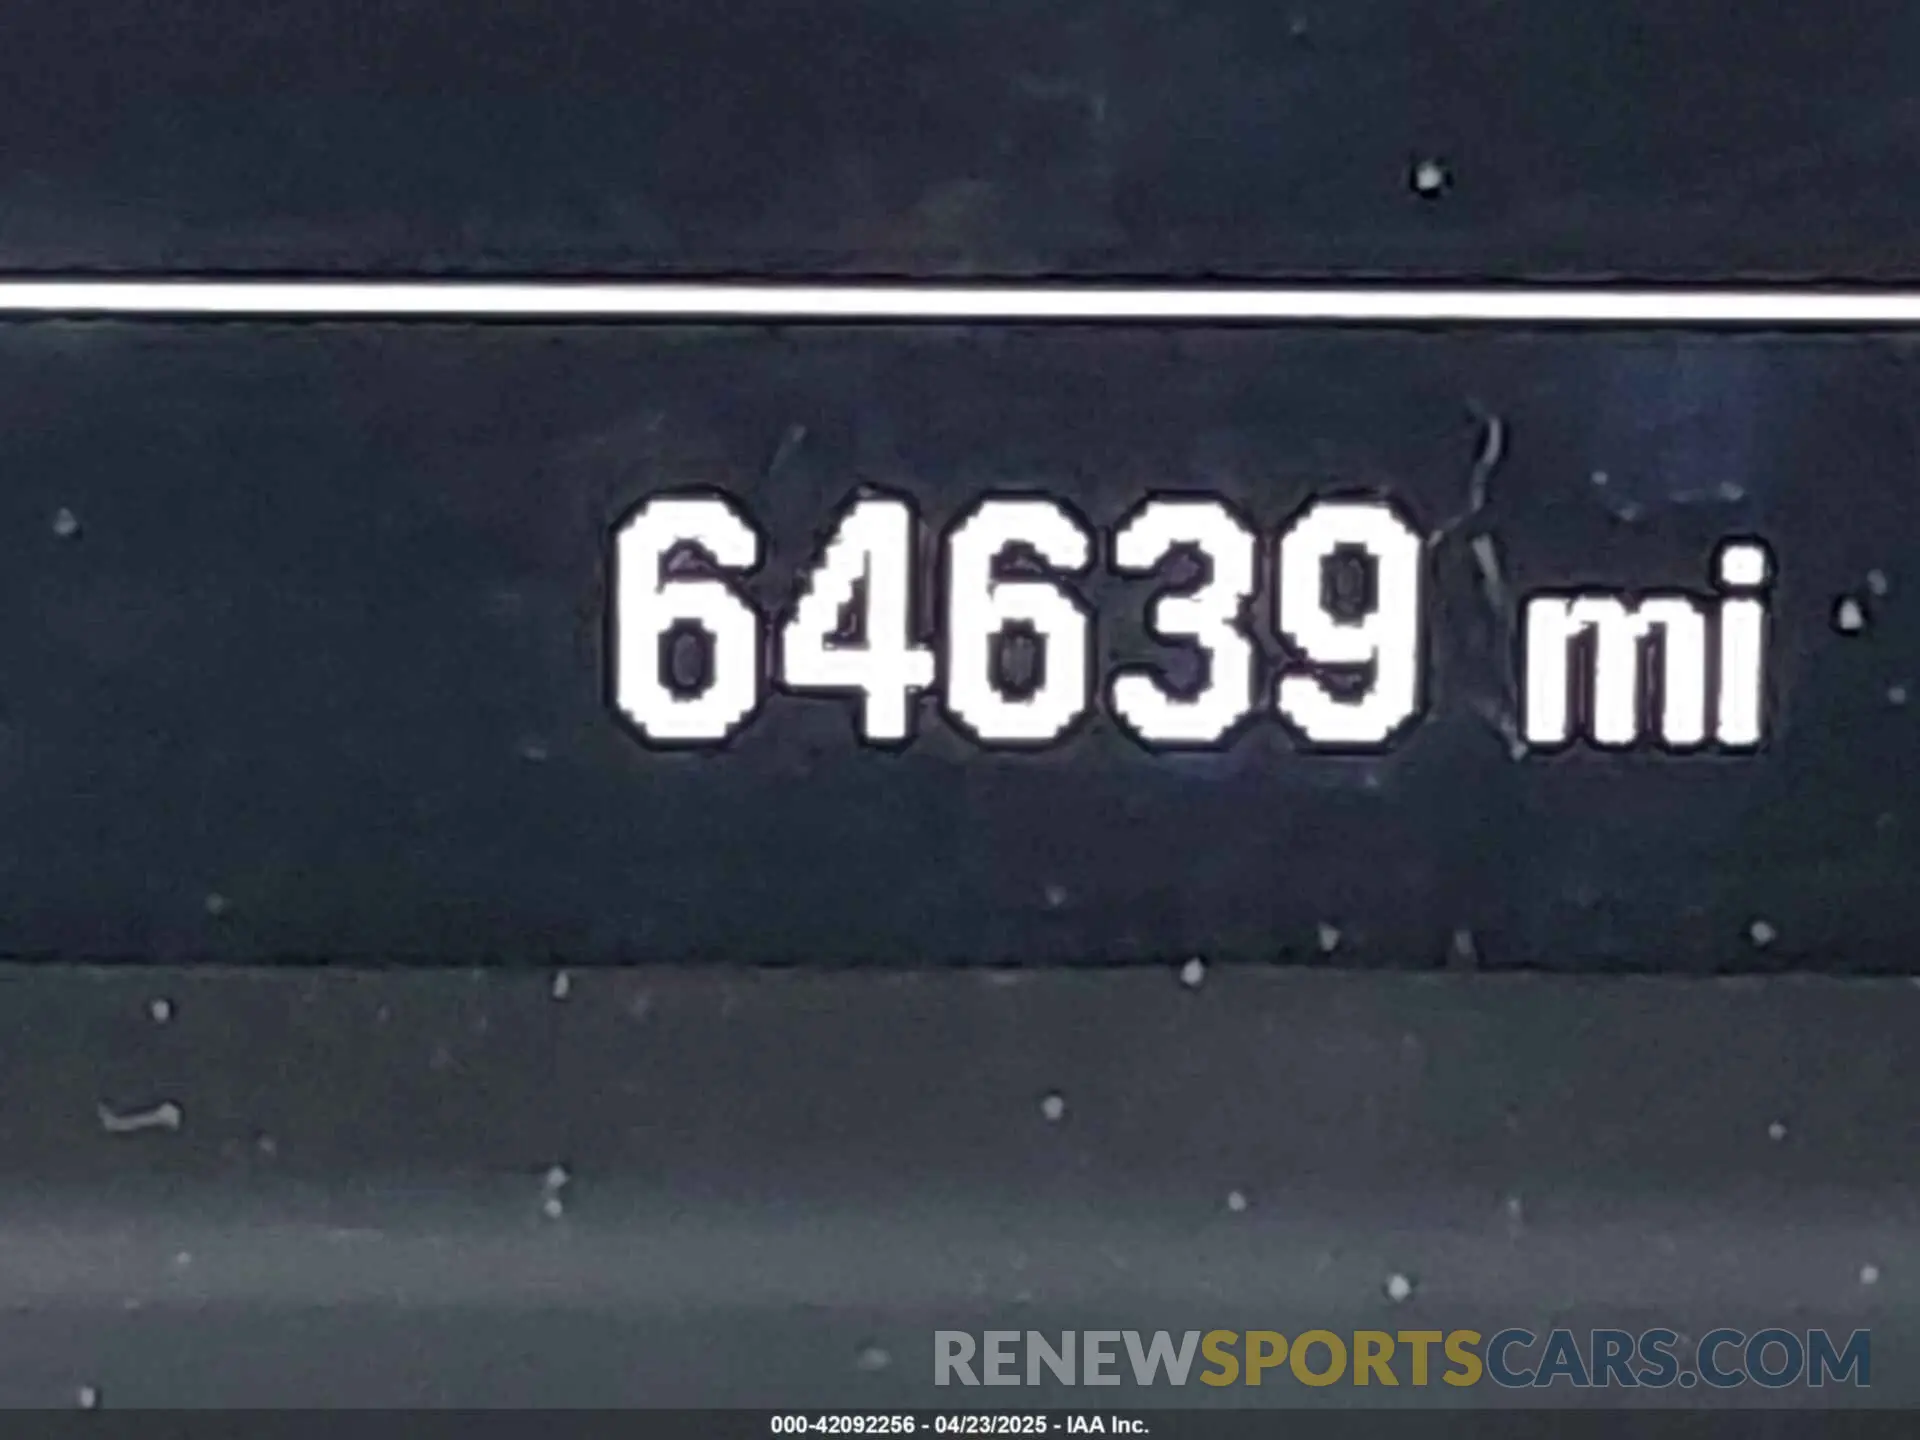 64639 mi
RENEWSPORTSCARS.COM
000-42092256 - 04/23/2025 - IAA Inc.